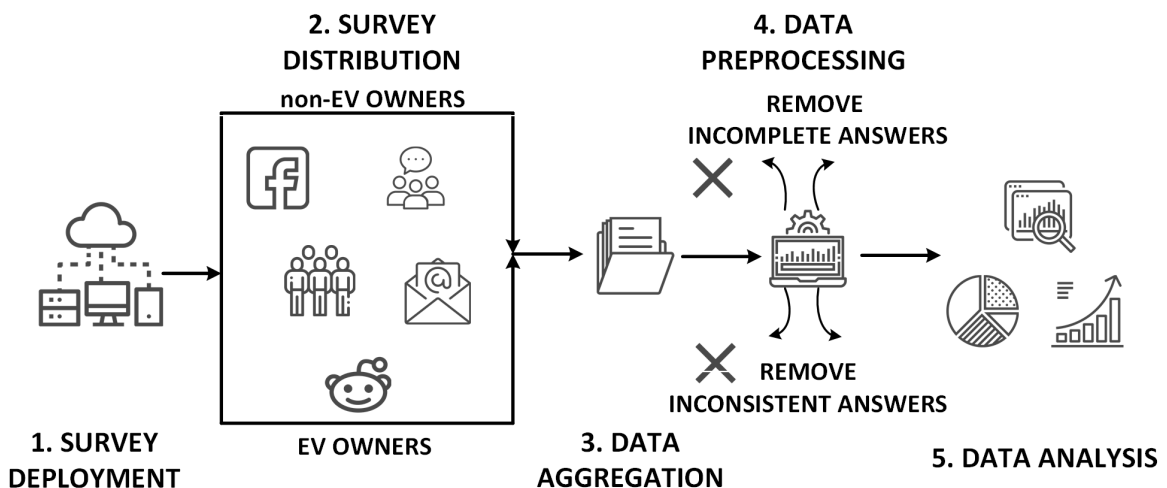 2. SURVEY
DISTRIBUTION
non-EV OWNERS
4. DATA
PREPROCESSING
REMOVE
INCOMPLETE ANSWERS
REMOVE
INCONSISTENT ANSWERS
1. SURVEY
DEPLOYMENT
EV OWNERS
3. DATA
AGGREGATION
5. DATA ANALYSIS